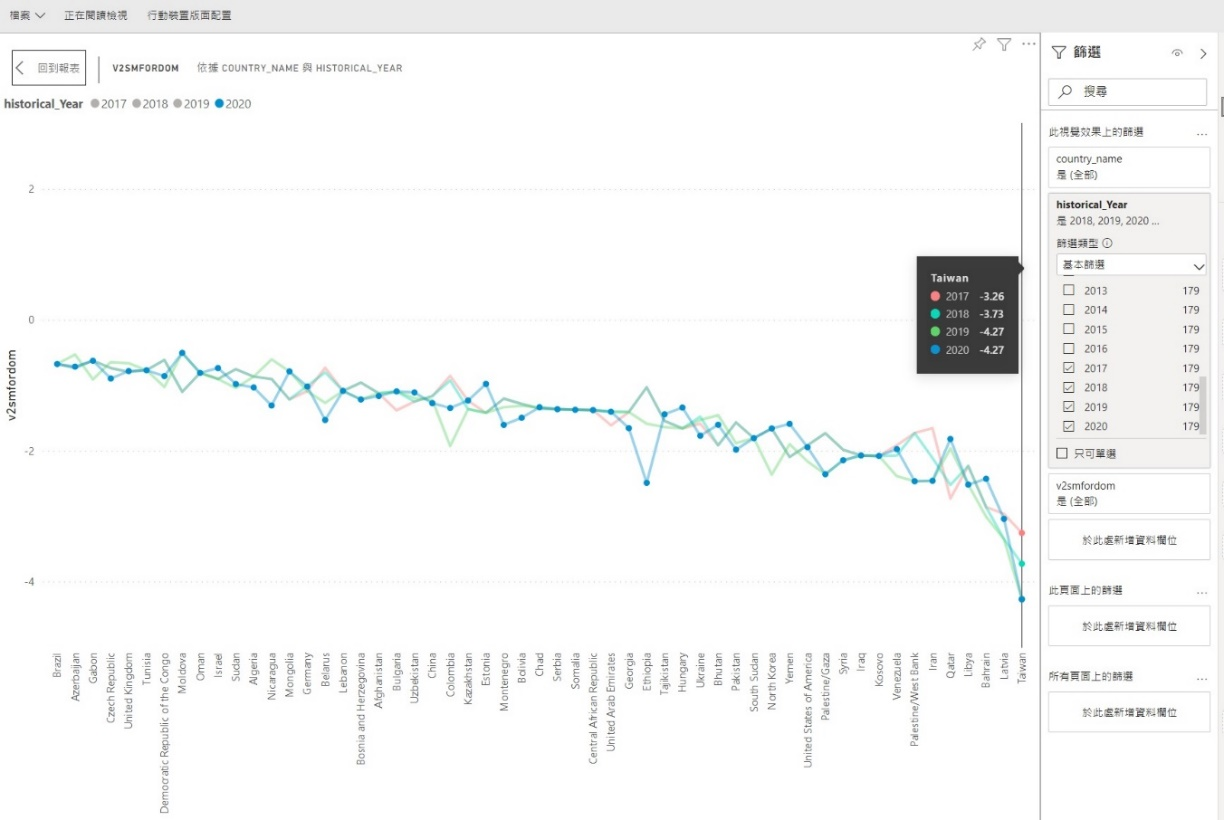 檔案
正在閱讀檢視
行動裝置版面配置
回到報表
V2SMFORDOM
依據 COUNTRY_NAME 與 HISTORICAL_YEAR
historical_Year 2017 2018 2019 2020
v2smfordom
2
0
-2
-4
Taiwan
2017 -3.26
2018 -3.73
2019 -4.27
2020 -4.27
Brazil
Azerbaijan
Gabon
Czech Republic
United Kingdom
Tunisia
Democratic Republic of the Congo
Moldova
Oman
Israel
Sudan
Algeria
Nicaragua
Mongolia
Germany
Belarus
Lebanon
Bosnia and Herzegovina
Afghanistan
Bulgaria
Uzbekistan
China
Colombia
Kazakhstan
Estonia
Montenegro
Bolivia
Chad
Serbia
Somalia
Central African Republic
United Arab Emirates
Georgia
Ethiopia
Tajikistan
Hungary
Ukraine
Bhutan
Pakistan
South Sudan
North Korea
Yemen
United States of America
Palestine/Gaza
Syria
Iraq
Kosovo
Venezuela
Palestine/West Bank
Iran
Qatar
Libya
Bahrain
Latvia
Taiwan
篩選
搜尋
此視覺效果上的篩選
country_name
是 (全部)
historical_Year
是 2018, 2019, 2020 ...
篩選類型
基本篩選
2013 179
2014 179
2015 179
2016 179
2017 179
2018 179
2019 179
2020 179
只可單選
v2smfordom
是 (全部)
於此處新增資料欄位
此頁面上的篩選
於此處新增資料欄位
所有頁面上的篩選
於此處新增資料欄位